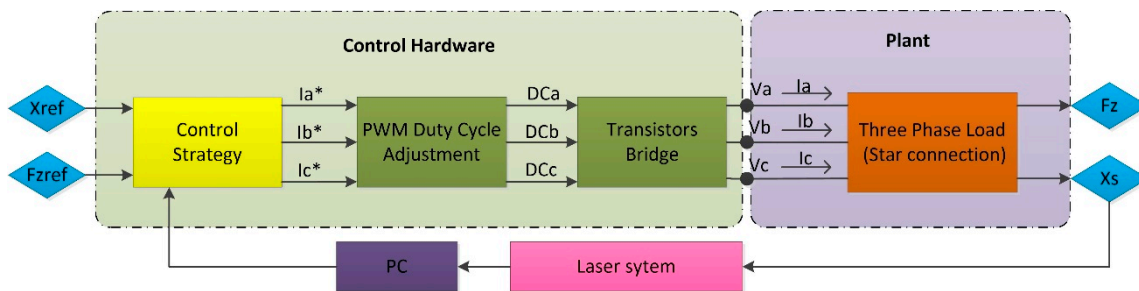 Control Hardware
Plant
Xref
Fzref
Control
Strategy
Ia*
Ib*
Ic*
PWM Duty Cycle
Adjustment
DCa
DCb
DCc
Transistors
Bridge
Va
Ia
Vb
Ib
Vc
Ic
Three Phase Load
(Star connection)
Fz
Xs
PC
Laser sytem